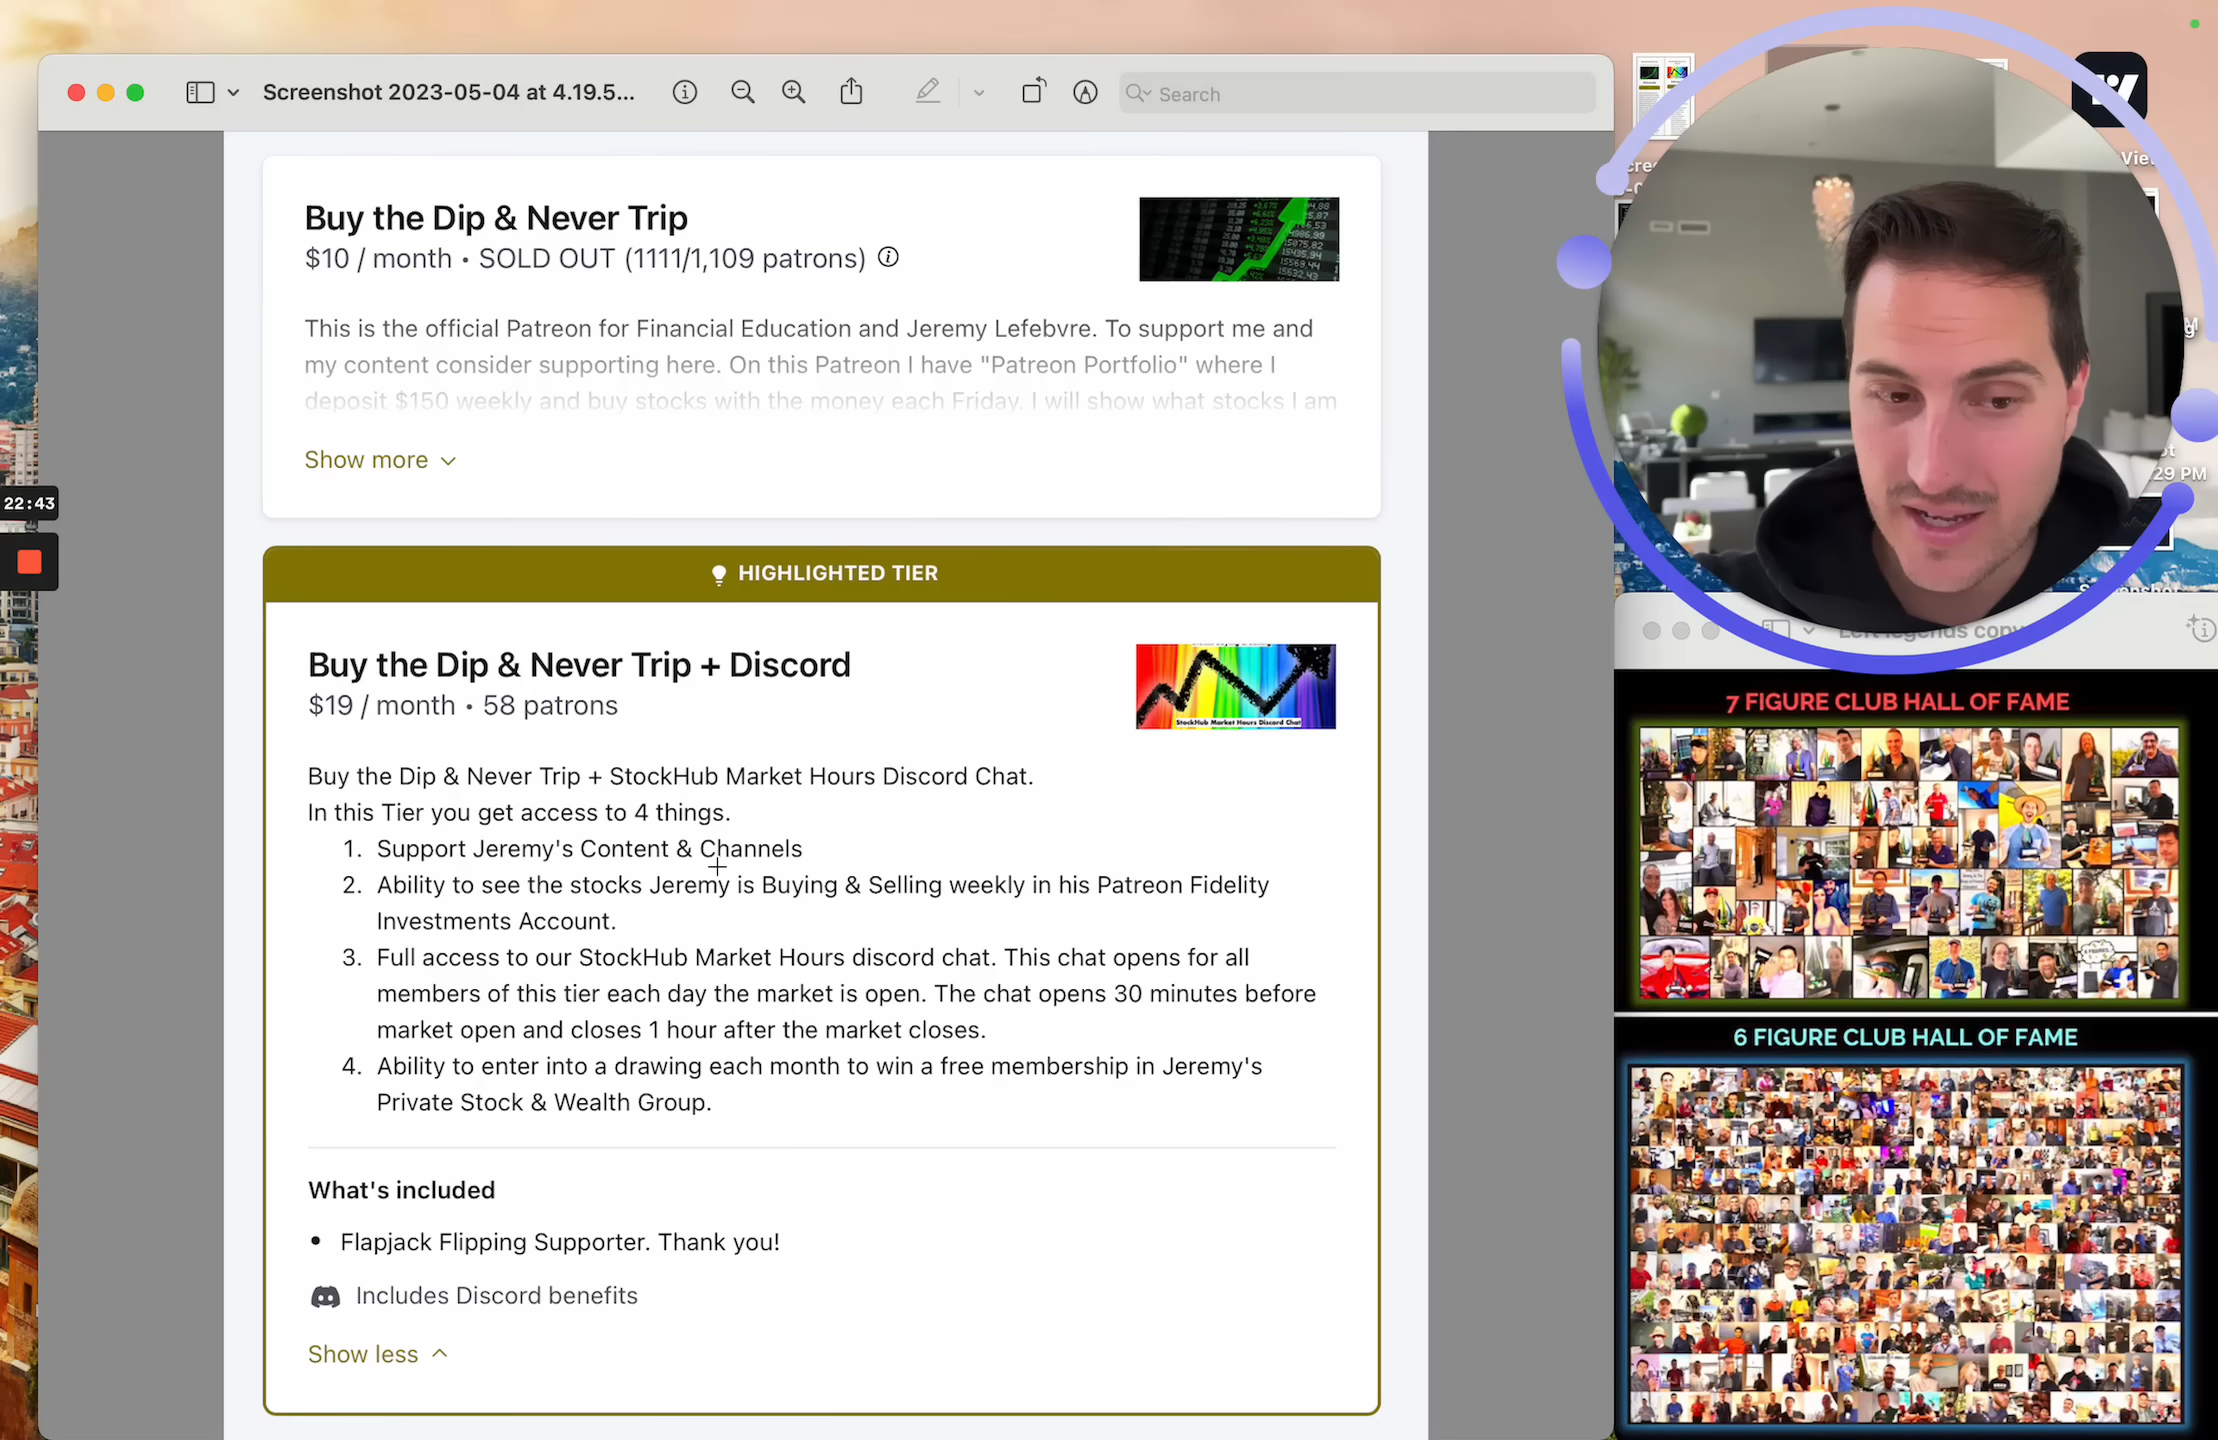 Screenshot 2023-05-04 at 4.19.5...
Search
Buy the Dip & Never Trip
$10 / month • SOLD OUT (1111/1,109 patrons)
This is the official Patreon for Financial Education and Jeremy Lefebvre. To support me and
my content consider supporting here. On this Patreon I have "Patreon Portfolio" where I
deposit $150 weekly and buy stocks with the money each Friday. I will show what stocks I am
Show more
22:43
HIGHLIGHTED TIER
Buy the Dip & Never Trip + Discord
$19 / month • 58 patrons
StockHub Market Hours Discord Chat
Buy the Dip & Never Trip + StockHub Market Hours Discord Chat.
In this Tier you get access to 4 things.
1. Support Jeremy's Content & Channels
2. Ability to see the stocks Jeremy is Buying & Selling weekly in his Patreon Fidelity
Investments Account.
3. Full access to our StockHub Market Hours discord chat. This chat opens for all
members of this tier each day the market is open. The chat opens 30 minutes before
market open and closes 1 hour after the market closes.
4. Ability to enter into a drawing each month to win a free membership in Jeremy's
Private Stock & Wealth Group.
What's included
• Flapjack Flipping Supporter. Thank you!
Includes Discord benefits
Show less
29 PM
7 FIGURE CLUB HALL OF FAME
6 FIGURE CLUB HALL OF FAME